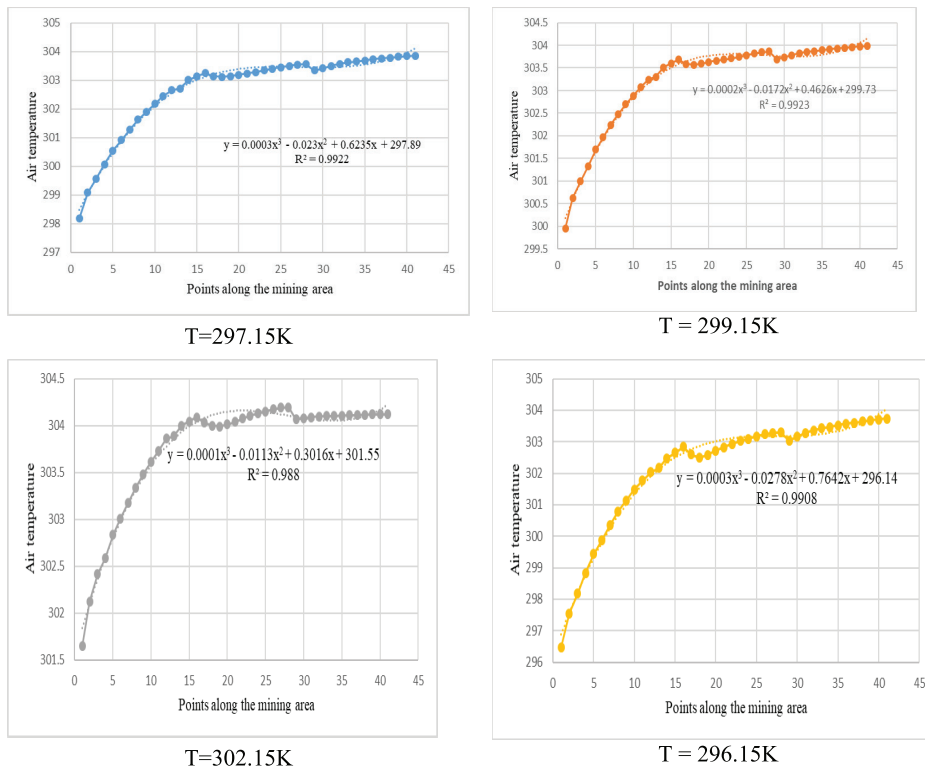 305
304
303
302
301
300
299
298
297
Air temperature
y = 0.0003x³ - 0.023x² + 0.6235x + 297.89
R² = 0.9922
0 5 10 15 20 25 30 35 40 45
Points along the mining area
T=297.15K
304.5
304
303.5
303
302.5
302
301.5
301
300.5
300
299.5
Air temperature
y = 0.0002x³ - 0.0172x² + 0.4626x + 299.73
R² = 0.9923
0 5 10 15 20 25 30 35 40 45
Points along the mining area
T = 299.15K
304.5
304
303.5
303
302.5
302
301.5
Air temperature
y = 0.0001x³ - 0.0113x² + 0.3016x + 301.55
R² = 0.988
0 5 10 15 20 25 30 35 40 45
Points along the mining area
T=302.15K
305
304
303
302
301
300
299
298
297
296
Air temperature
y = 0.0003x³ - 0.0278x² + 0.7642x + 296.14
R² = 0.9908
0 5 10 15 20 25 30 35 40 45
Points along the mining area
T = 296.15K